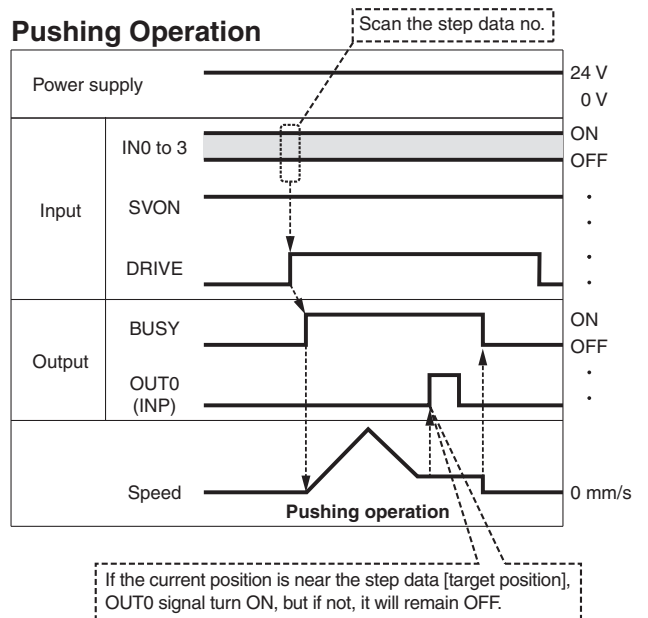 Pushing Operation
Scan the step data no.
Power supply
24 V
0 V
Input
IN0 to 3
ON
OFF
SVON
DRIVE
Output
BUSY
ON
OFF
OUT0
(INP)
Speed
0 mm/s
Pushing operation
If the current position is near the step data [target position],
OUT0 signal turn ON, but if not, it will remain OFF.